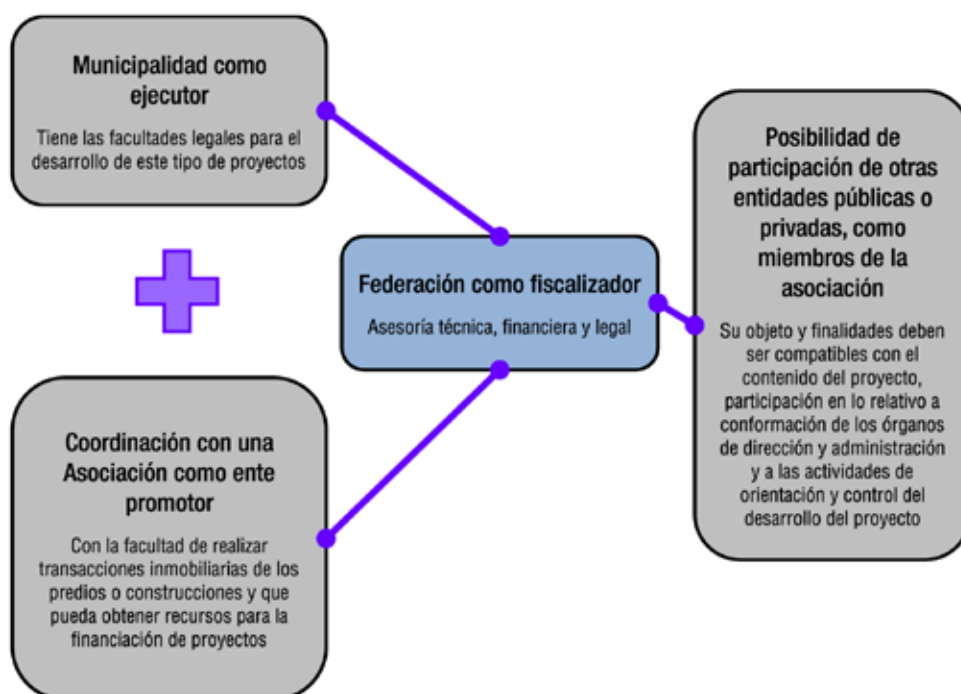 Municipalidad como
ejecutor
Tiene las facultades legales para el
desarrollo de este tipo de proyectos
Federación como fiscalizador
Asesoría técnica, financiera y legal
Coordinación con una
Asociación como ente
promotor
Con la facultad de realizar
transacciones inmobiliarias de los
predios o construcciones y que
pueda obtener recursos para la
financiación de proyectos
Posibilidad de
participación de otras
entidades públicas o
privadas, como
miembros de la
asociación
Su objeto y finalidades deben
ser compatibles con el
contenido del proyecto,
participación en lo relativo a
conformación de los órganos
de dirección y administración
y a las actividades de
orientación y control del
desarrollo del proyecto